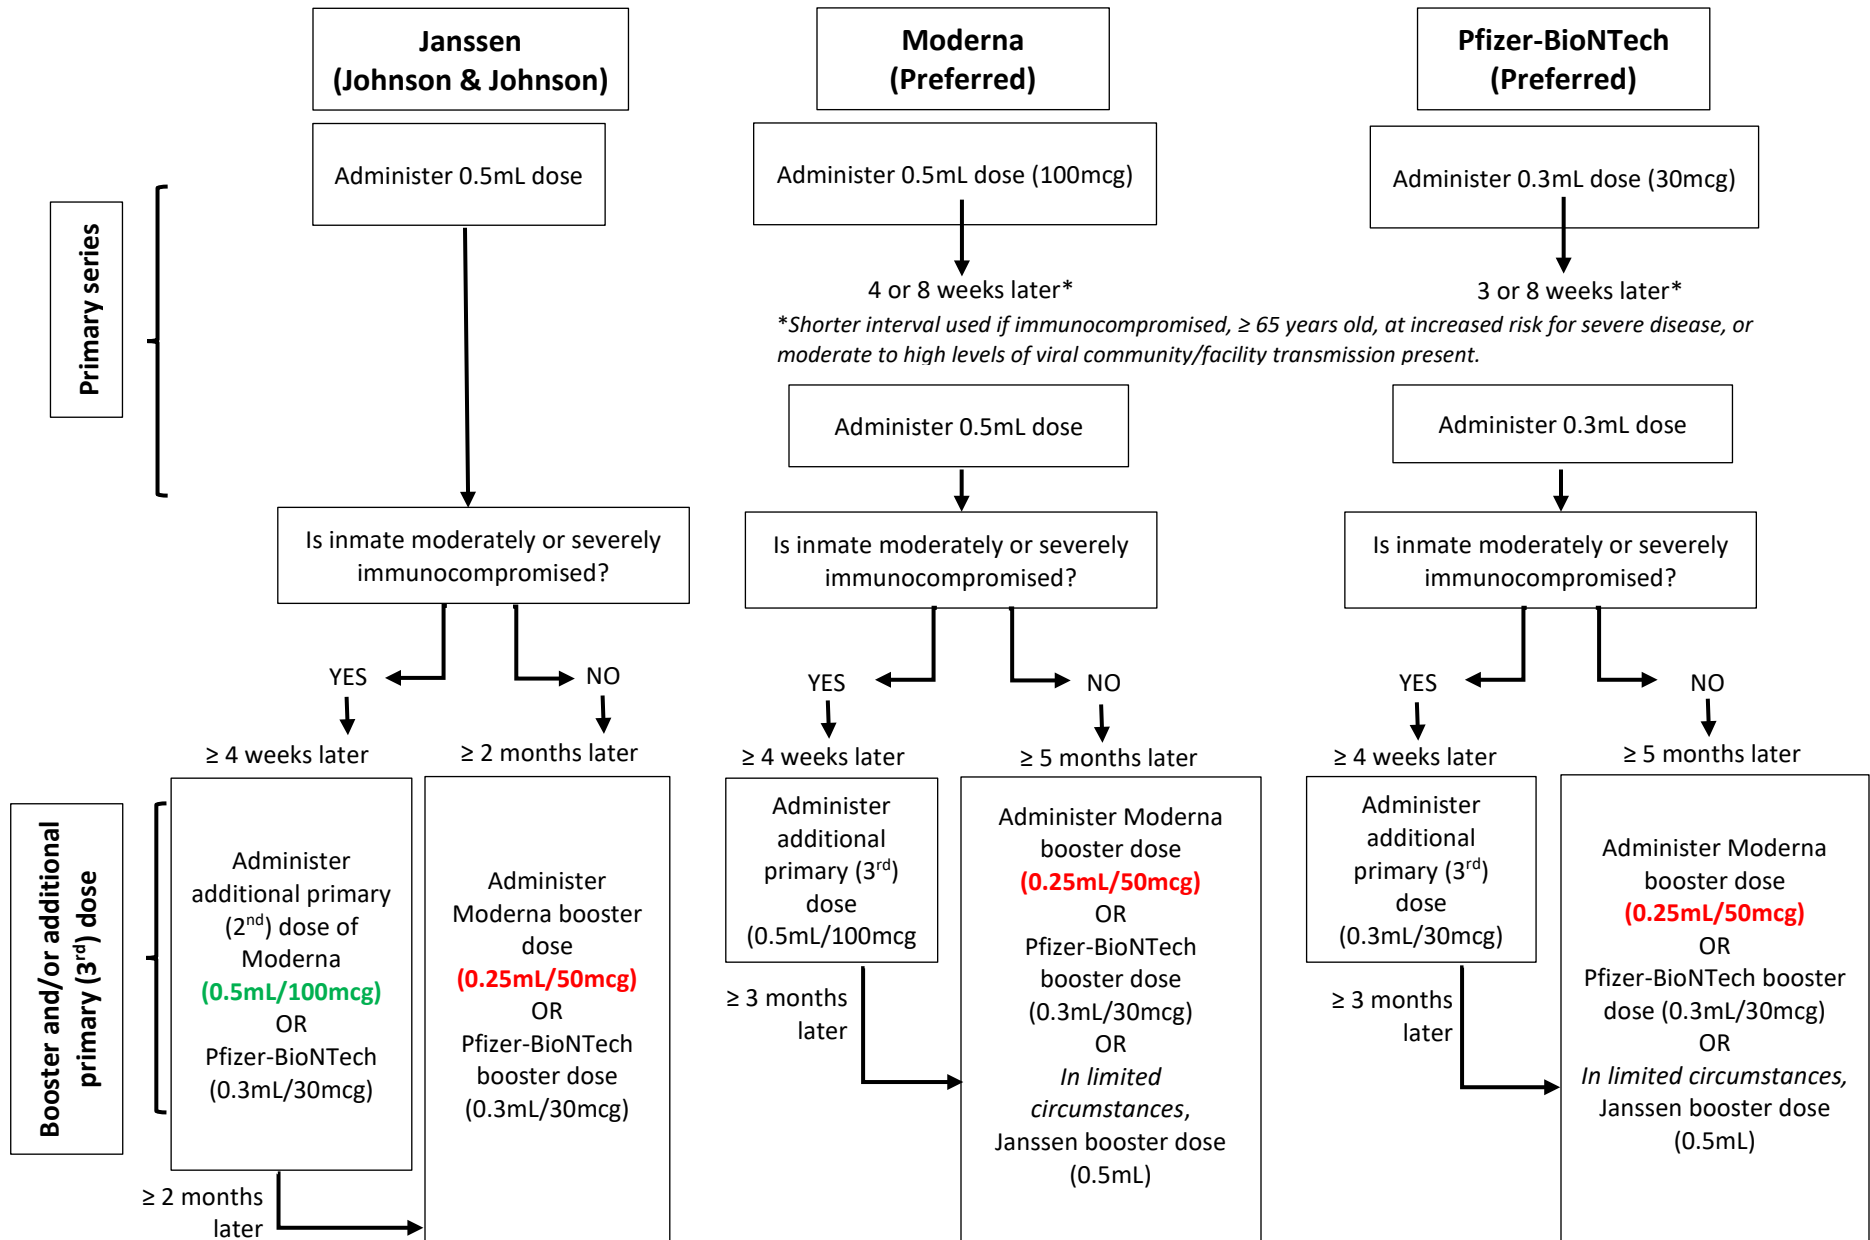 Janssen
(Johnson & Johnson)
Moderna
(Preferred)
Pfizer-BioNTech
(Preferred)
Primary series
Administer 0.5mL dose
Administer 0.5mL dose (100mcg)
Administer 0.3mL dose (30mcg)
4 or 8 weeks later*
3 or 8 weeks later*
*Shorter interval used if immunocompromised, ≥ 65 years old, at increased risk for severe disease, or
moderate to high levels of viral community/facility transmission present.
Administer 0.5mL dose
Administer 0.3mL dose
Is inmate moderately or severely
immunocompromised?
Is inmate moderately or severely
immunocompromised?
Is inmate moderately or severely
immunocompromised?
YES
NO
YES
NO
YES
NO
≥ 4 weeks later
≥ 2 months later
≥ 4 weeks later
≥ 5 months later
≥ 4 weeks later
≥ 5 months later
Booster and/or additional
primary (3rd) dose
Administer
additional primary
(2nd) dose of
Moderna
(0.5mL/100mcg)
OR
Pfizer-BioNTech
(0.3mL/30mcg)
≥ 2 months
later
Administer
Moderna booster
dose
(0.25mL/50mcg)
OR
Pfizer-BioNTech
booster dose
(0.3mL/30mcg)
Administer
additional
primary (3rd)
dose
(0.5mL/100mcg
≥ 3 months
later
Administer Moderna
booster dose
(0.25mL/50mcg)
OR
Pfizer-BioNTech
booster dose
(0.3mL/30mcg)
OR
In limited
circumstances,
Janssen booster dose
(0.5mL)
Administer
additional
primary (3rd)
dose
(0.3mL/30mcg)
≥ 3 months
later
Administer Moderna
booster dose
(0.25mL/50mcg)
OR
Pfizer-BioNTech booster
dose (0.3mL/30mcg)
OR
In limited circumstances,
Janssen booster dose
(0.5mL)